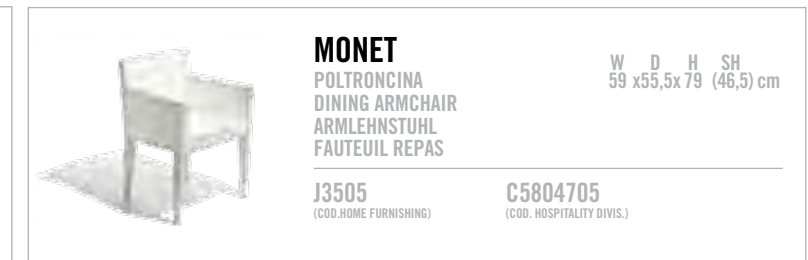 MONET
POLTRONCINA
DINING ARMCHAIR
ARMLEHNSTUHL
FAUTEUIL REPAS
W D H SH
59 x55,5x 79 (46,5) cm
J3505
(COD.HOME FURNISHING)
C5804705
(COD. HOSPITALITY DIVIS.)